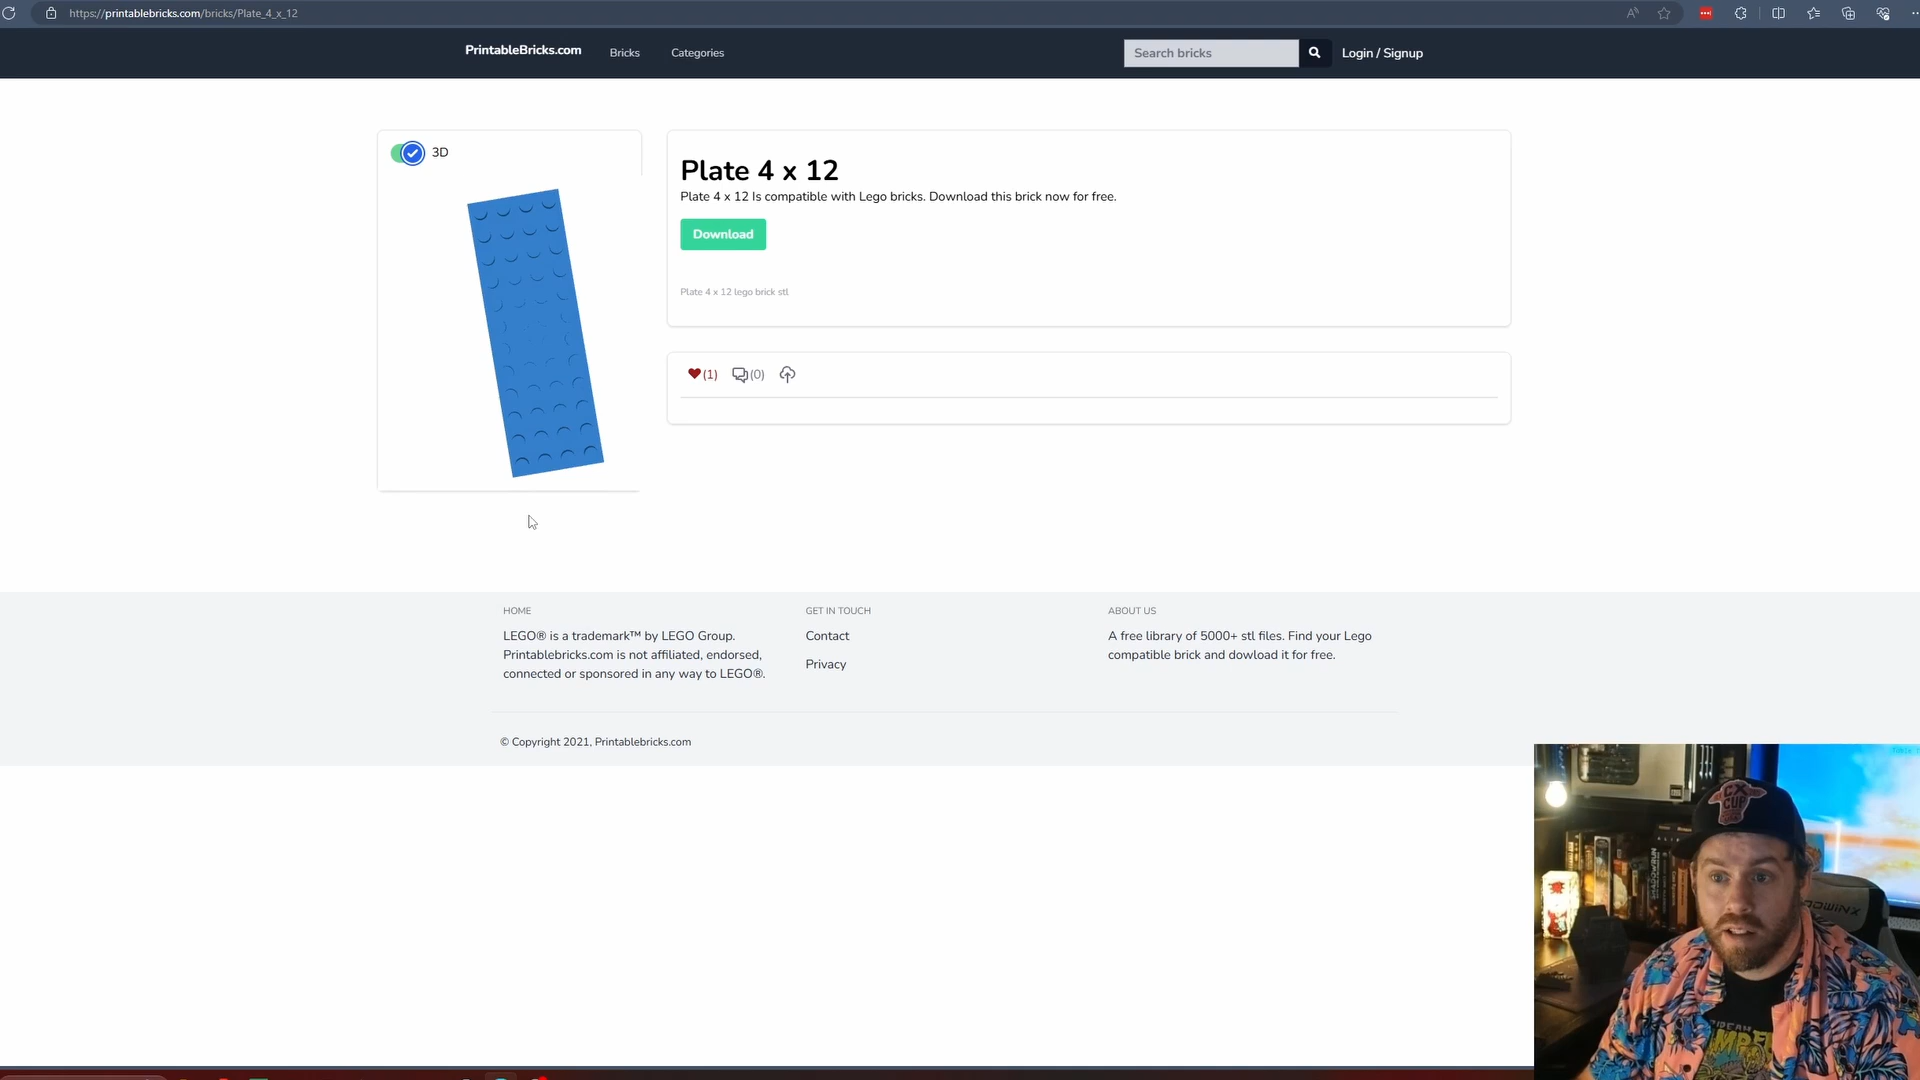 https://printablebricks.com/bricks/Plate_4_x_12
PrintableBricks.com
Bricks
Categories
Search bricks
Login / Signup
3D
Plate 4 x 12
Plate 4 x 12 Is compatible with Lego bricks. Download this brick now for free.
Download
Plate 4 x 12 lego brick stl
(1)
(0)
HOME
LEGO® is a trademark™ by LEGO Group.
Printablebricks.com is not affiliated, endorsed,
connected or sponsored in any way to LEGO®.
GET IN TOUCH
Contact
Privacy
ABOUT US
A free library of 5000+ stl files. Find your Lego
compatible brick and dowload it for free.
© Copyright 2021, Printablebricks.com
CX
CUP
SHADOWRUN